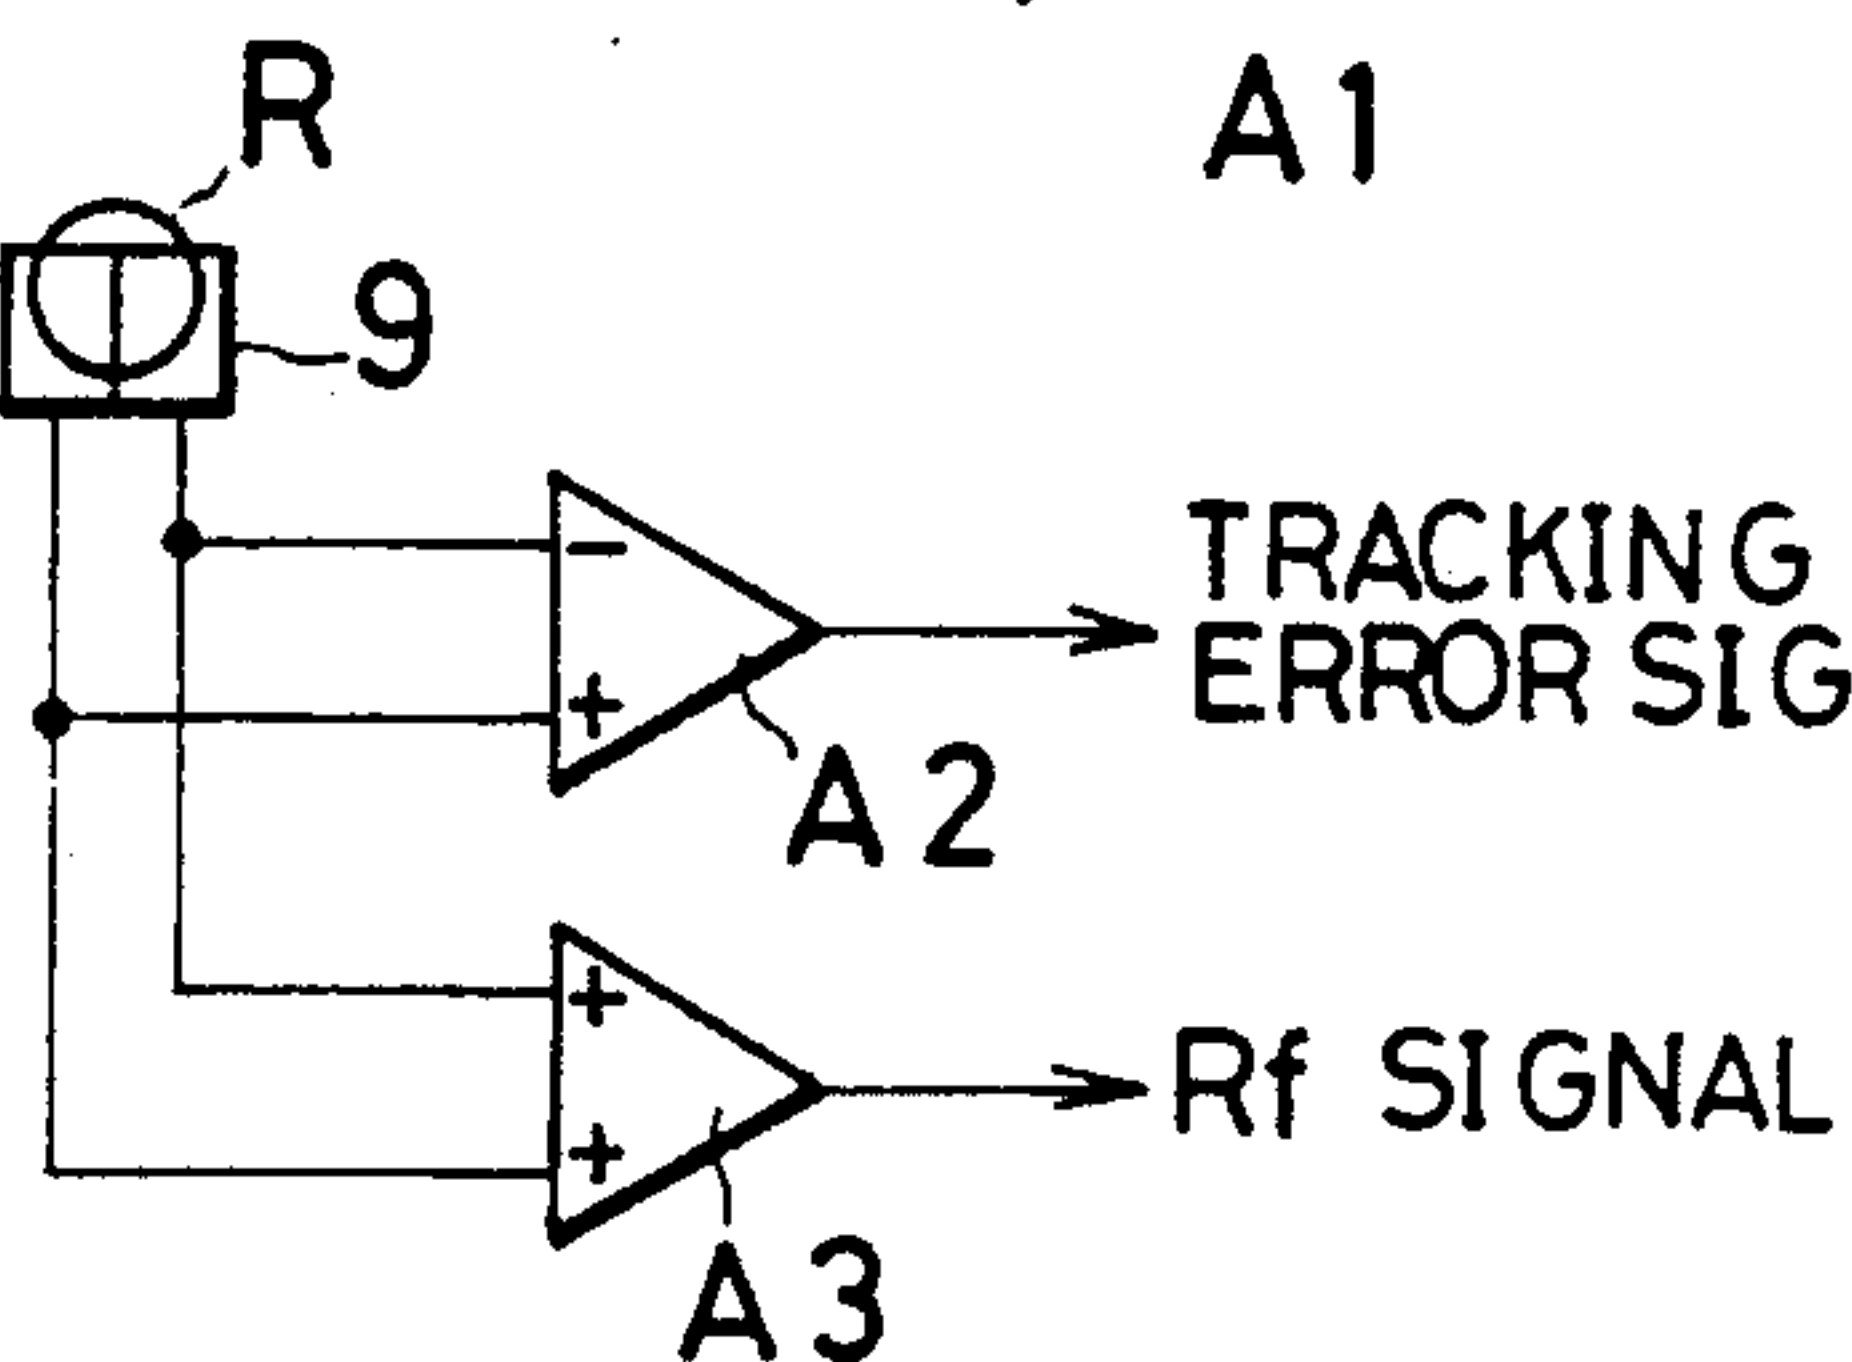 R
A1
9
−
TRACKING
ERROR SIG
+
A2
+
Rf SIGNAL
+
A3